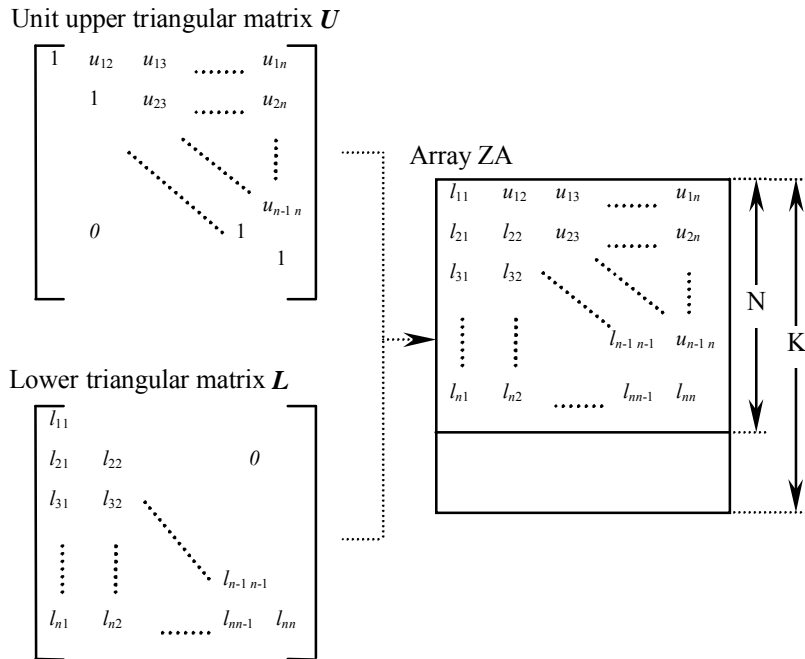 Unit upper triangular matrix U
1 u12 u13 ........ u1n
1 u23 ........ u2n
un-1 n
0 1
1
Lower triangular matrix L
l11
l21 l22 0
l31 l32
ln-1 n-1
ln1 ln2 ........ lnn-1 lnn
Array ZA
l11 u12 u13 ........ u1n
l21 l22 u23 ........ u2n
l31 l32
ln-1 n-1 un-1 n
ln1 ln2 ........ lnn-1 lnn
N
K